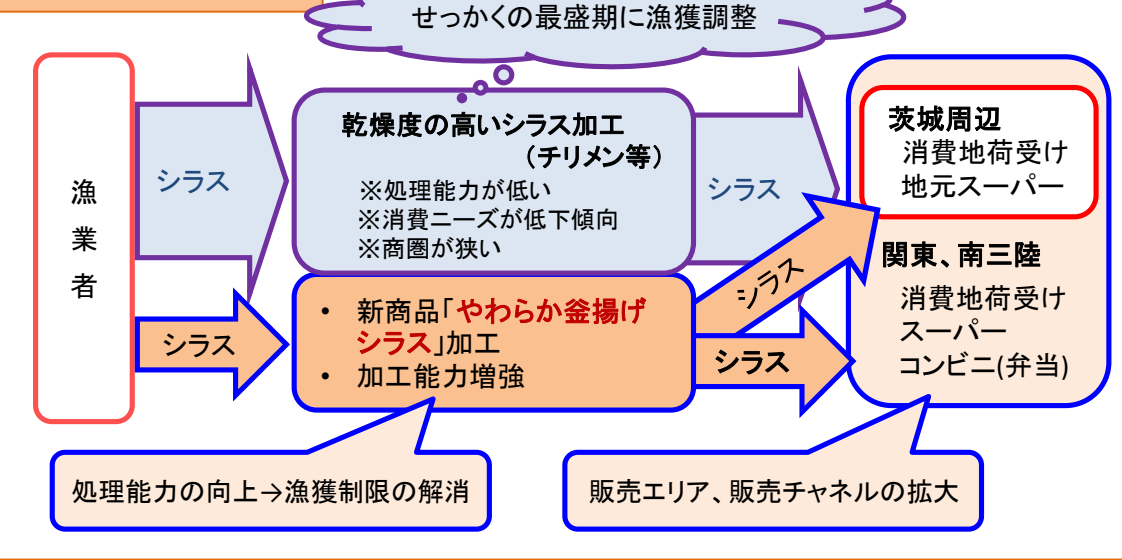 せっかくの最盛期に漁獲調整
漁
業
者
シラス
乾燥度の高いシラス加工
（チリメン等）
※処理能力が低い
※消費ニーズが低下傾向
※商圏が狭い
シラス
茨城周辺
消費地荷受け
地元スーパー
シラス
• 新商品「やわらか釜揚げ
シラス」加工
• 加工能力増強
シラス
シラス
関東、南三陸
消費地荷受け
スーパー
コンビニ(弁当)
処理能力の向上→漁獲制限の解消
販売エリア、販売チャネルの拡大